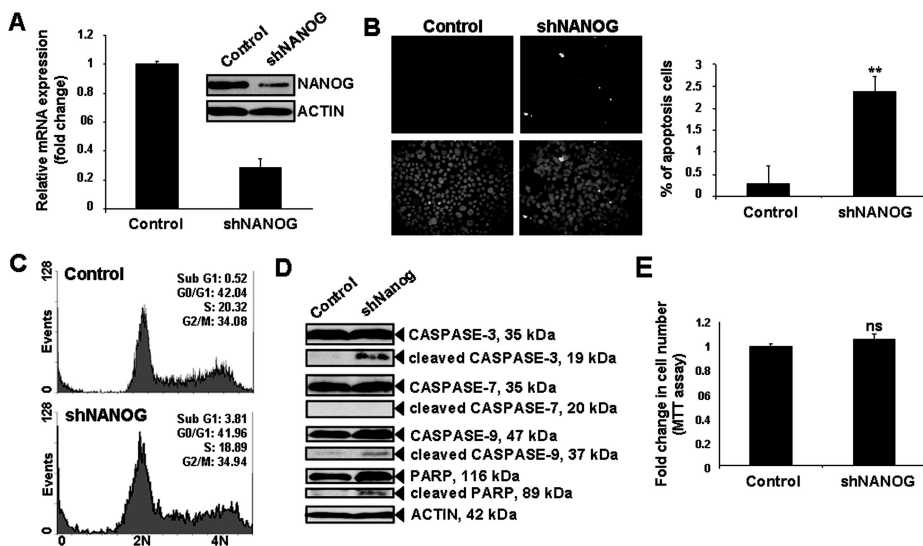 A
Relative mRNA expression
(fold change)
1.2
1
0.8
0.6
0.4
0.2
0
Control
shNANOG
Control
shNANOG
NANOG
ACTIN
B
Control
shNANOG
% of apoptosis cells
3
2.5
2
1.5
1
0.5
0
**
Control
shNANOG
C
Control
128
Events
0
Sub G1: 0.52
G0/G1: 42.04
S: 20.32
G2/M: 34.08
shNANOG
128
Events
0
Sub G1: 3.81
G0/G1: 41.96
S: 18.89
G2/M: 34.94
0
2N
4N
D
Control
shNanog
CASPASE-3, 35 kDa
cleaved CASPASE-3, 19 kDa
CASPASE-7, 35 kDa
cleaved CASPASE-7, 20 kDa
CASPASE-9, 47 kDa
cleaved CASPASE-9, 37 kDa
PARP, 116 kDa
cleaved PARP, 89 kDa
ACTIN, 42 kDa
E
Fold change in cell number
(MTT assay)
1.2
1
0.8
06
0.4
0.2
0
ns
Control
shNANOG